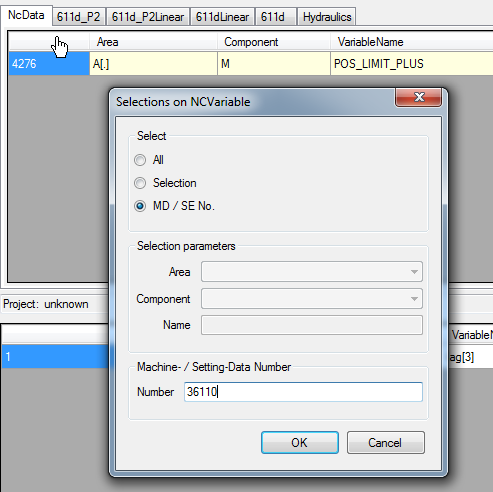 NcData 611d_P2 611d_P2Linear 611dLinear 611d Hydraulics
Area Component VariableName
4276 A[.] M POS_LIMIT_PLUS
Selections on NCVariable
Select
All
Selection
MD / SE No.
Selection parameters
Area
Component
Name
Project: unknown
VariableN
1 ag[3]
Machine- / Setting-Data Number
Number 36110
OK Cancel